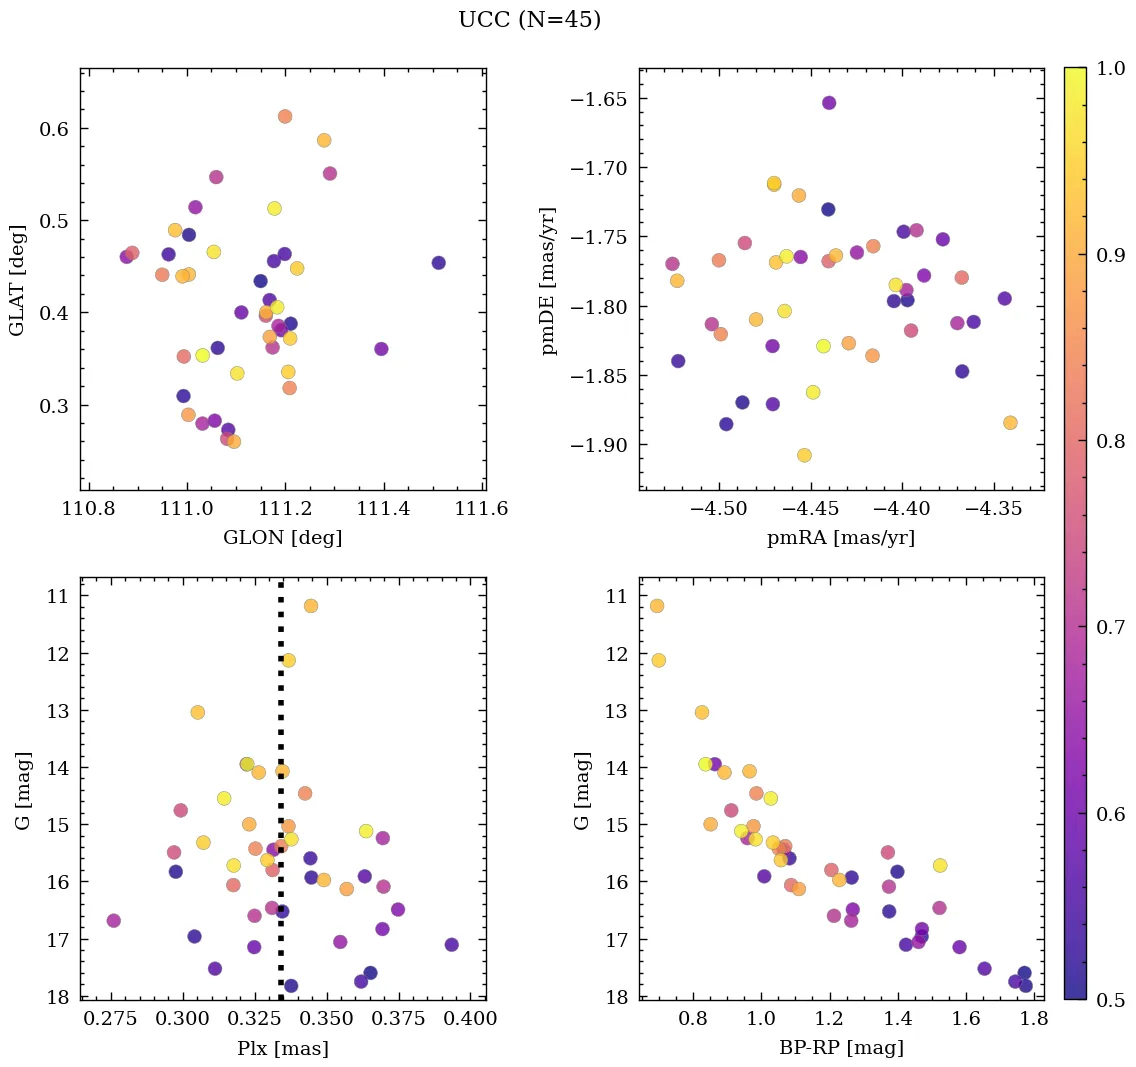 UCC (N=45)
0.6
0.5
0.4
0.3
GLAT [deg]
110.8 111.0 111.2 111.4 111.6
GLON [deg]
−1.65
−1.70
−1.75
−1.80
−1.85
−1.90
pmDE [mas/yr]
−4.50 −4.45 −4.40 −4.35
pmRA [mas/yr]
11
12
13
14
15
16
17
18
G [mag]
0.275 0.300 0.325 0.350 0.375 0.400
Plx [mas]
11
12
13
14
15
16
17
18
G [mag]
0.8 1.0 1.2 1.4 1.6 1.8
BP-RP [mag]
1.0
0.9
0.8
0.7
0.6
0.5